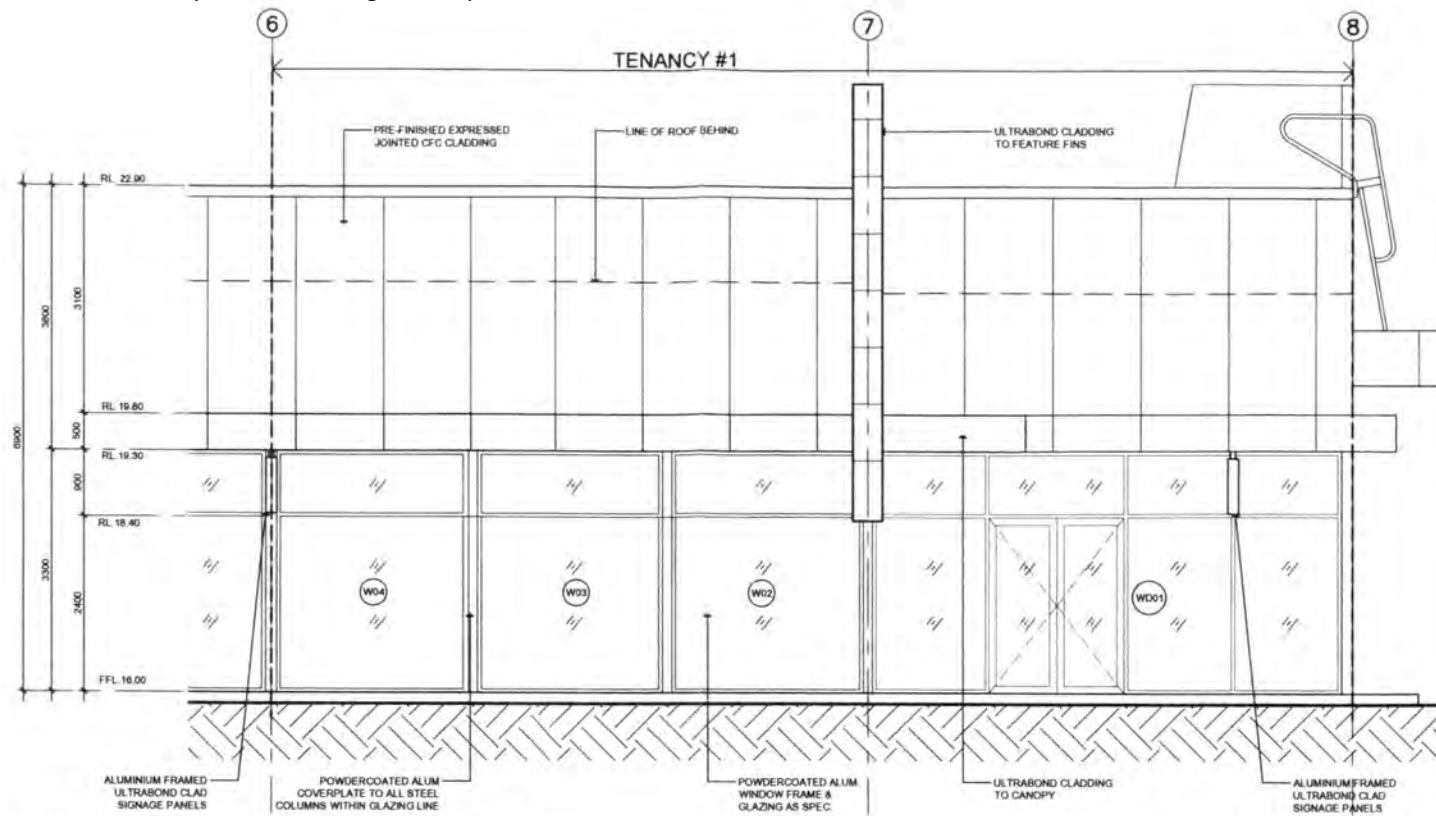 6
7
8
TENANCY #1
PRE-FINISHED EXPRESSED
JOINTED CFC CLADDING
LINE OF ROOF BEHIND
ULTRABOND CLADDING
TO FEATURE FINS
RL. 22.90
6900
3800
3100
RL 19.80
500
RL.19.30
900
RL 18.40
3300
2400
W04
W03
W02
WD01
FFL.16.00
ALUMINIUM FRAMED
ULTRABOND CLAD
SIGNAGE PANELS
POWDERCOATED ALUM
COVERPLATE TO ALL STEEL
COLUMNS WITHIN GLAZING LINE
POWDERCOATED ALUM
WINDOW FRAME &
GLAZING AS SPEC
ULTRABOND CLADDING
TO CANOPY
ALUMINIUM FRAMED
ULTRABOND CLAD
SIGNAGE PANELS